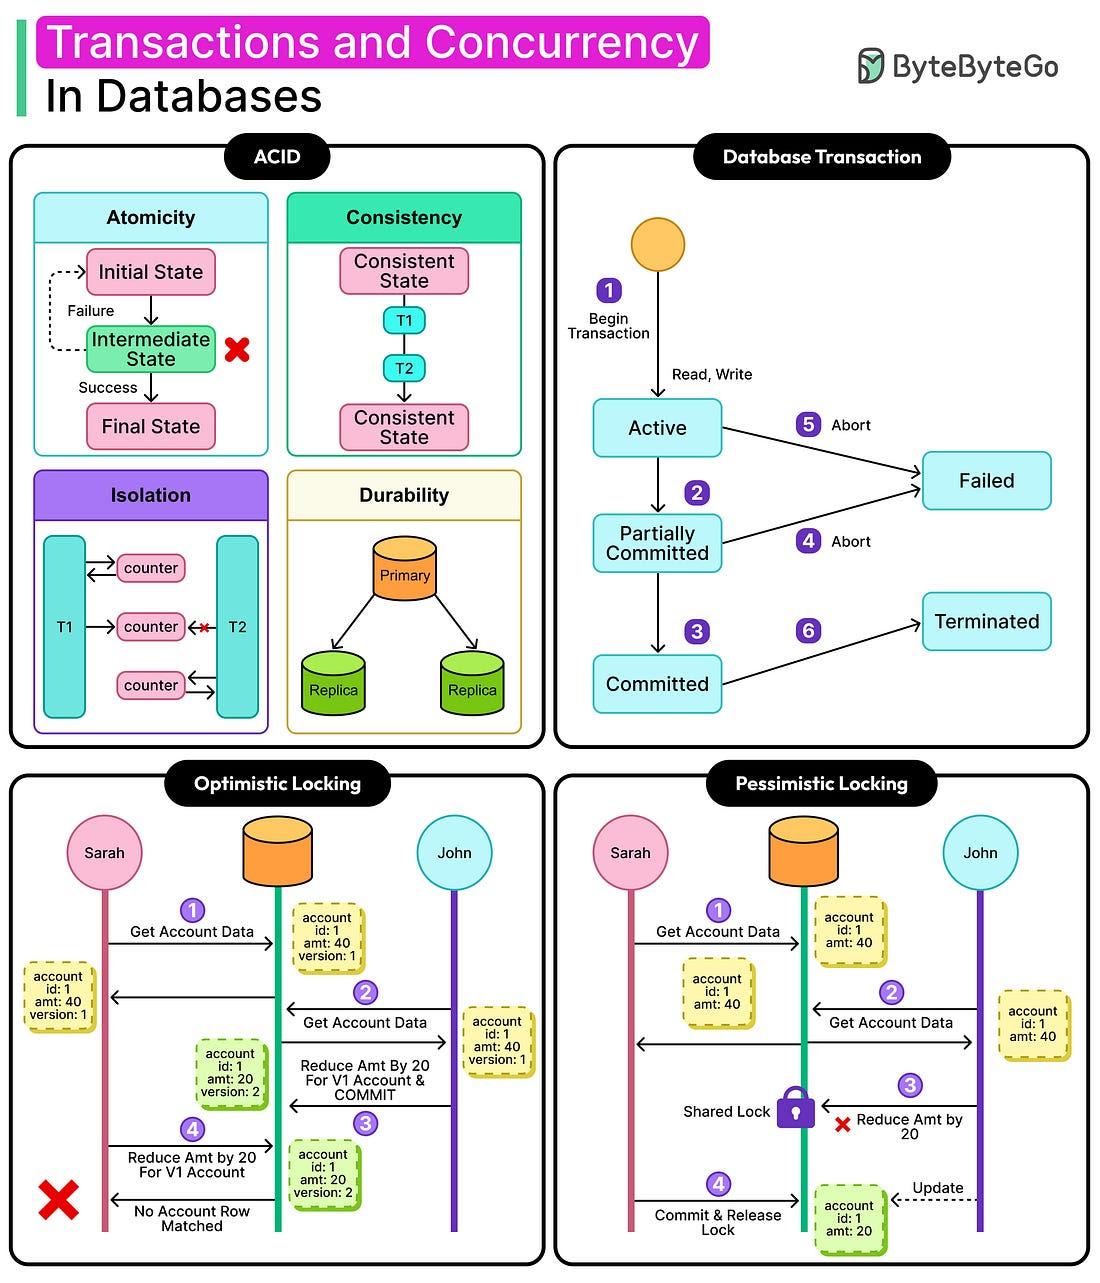 Transactions and Concurrency
In Databases
ByteByteGo
ACID
Atomicity
Initial State
Failure
Intermediate
State
Success
Final State
Consistency
Consistent
State
T1
T2
Consistent
State
Isolation
T1
counter
counter
counter
T2
Durability
Primary
Replica
Replica
Database Transaction
1
Begin
Transaction
Read, Write
Active
5
Abort
Failed
2
Partially
Committed
4
Abort
3
6
Terminated
Committed
Optimistic Locking
Sarah
John
1
Get Account Data
account
id: 1
amt: 40
version: 1
account
id: 1
amt: 40
version: 1
2
Get Account Data
account
id: 1
amt: 40
version: 1
account
id: 1
amt: 20
version: 2
Reduce Amt By 20
For V1 Account &
COMMIT
3
4
Reduce Amt by 20
For V1 Account
account
id: 1
amt: 20
version: 2
No Account Row
Matched
Pessimistic Locking
Sarah
John
1
Get Account Data
account
id: 1
amt: 40
account
id: 1
amt: 40
2
Get Account Data
account
id: 1
amt: 40
3
Shared Lock
Reduce Amt by
20
4
Commit & Release
Lock
Update
account
id: 1
amt: 20